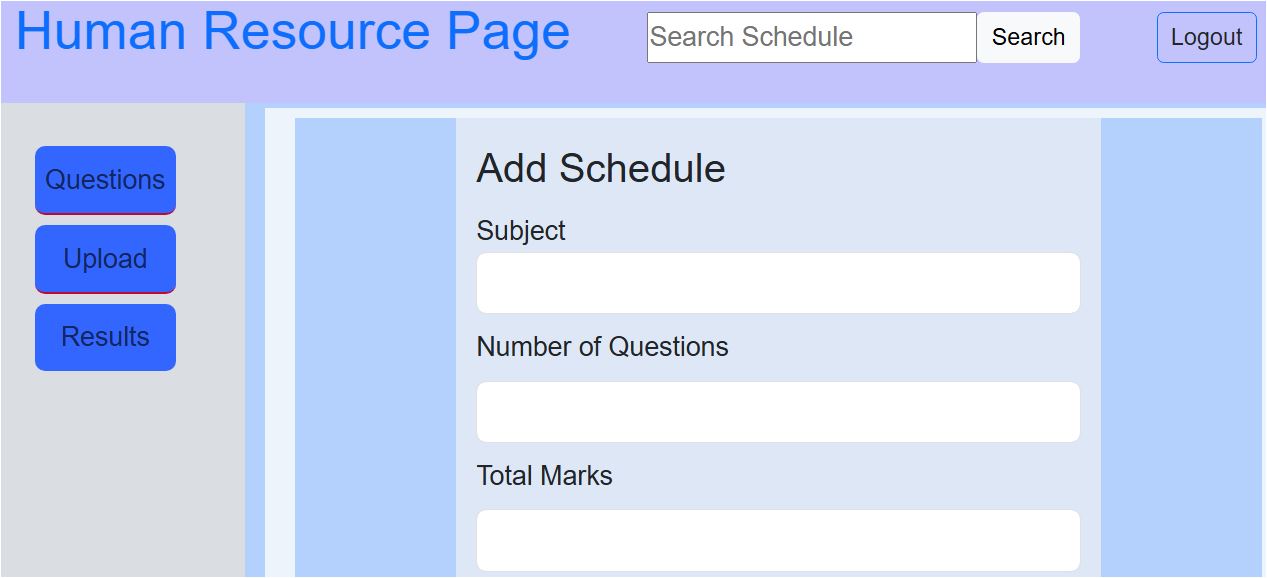 Human Resource Page
Search Schedule
Search
Logout
Questions
Upload
Results
Add Schedule
Subject
Number of Questions
Total Marks